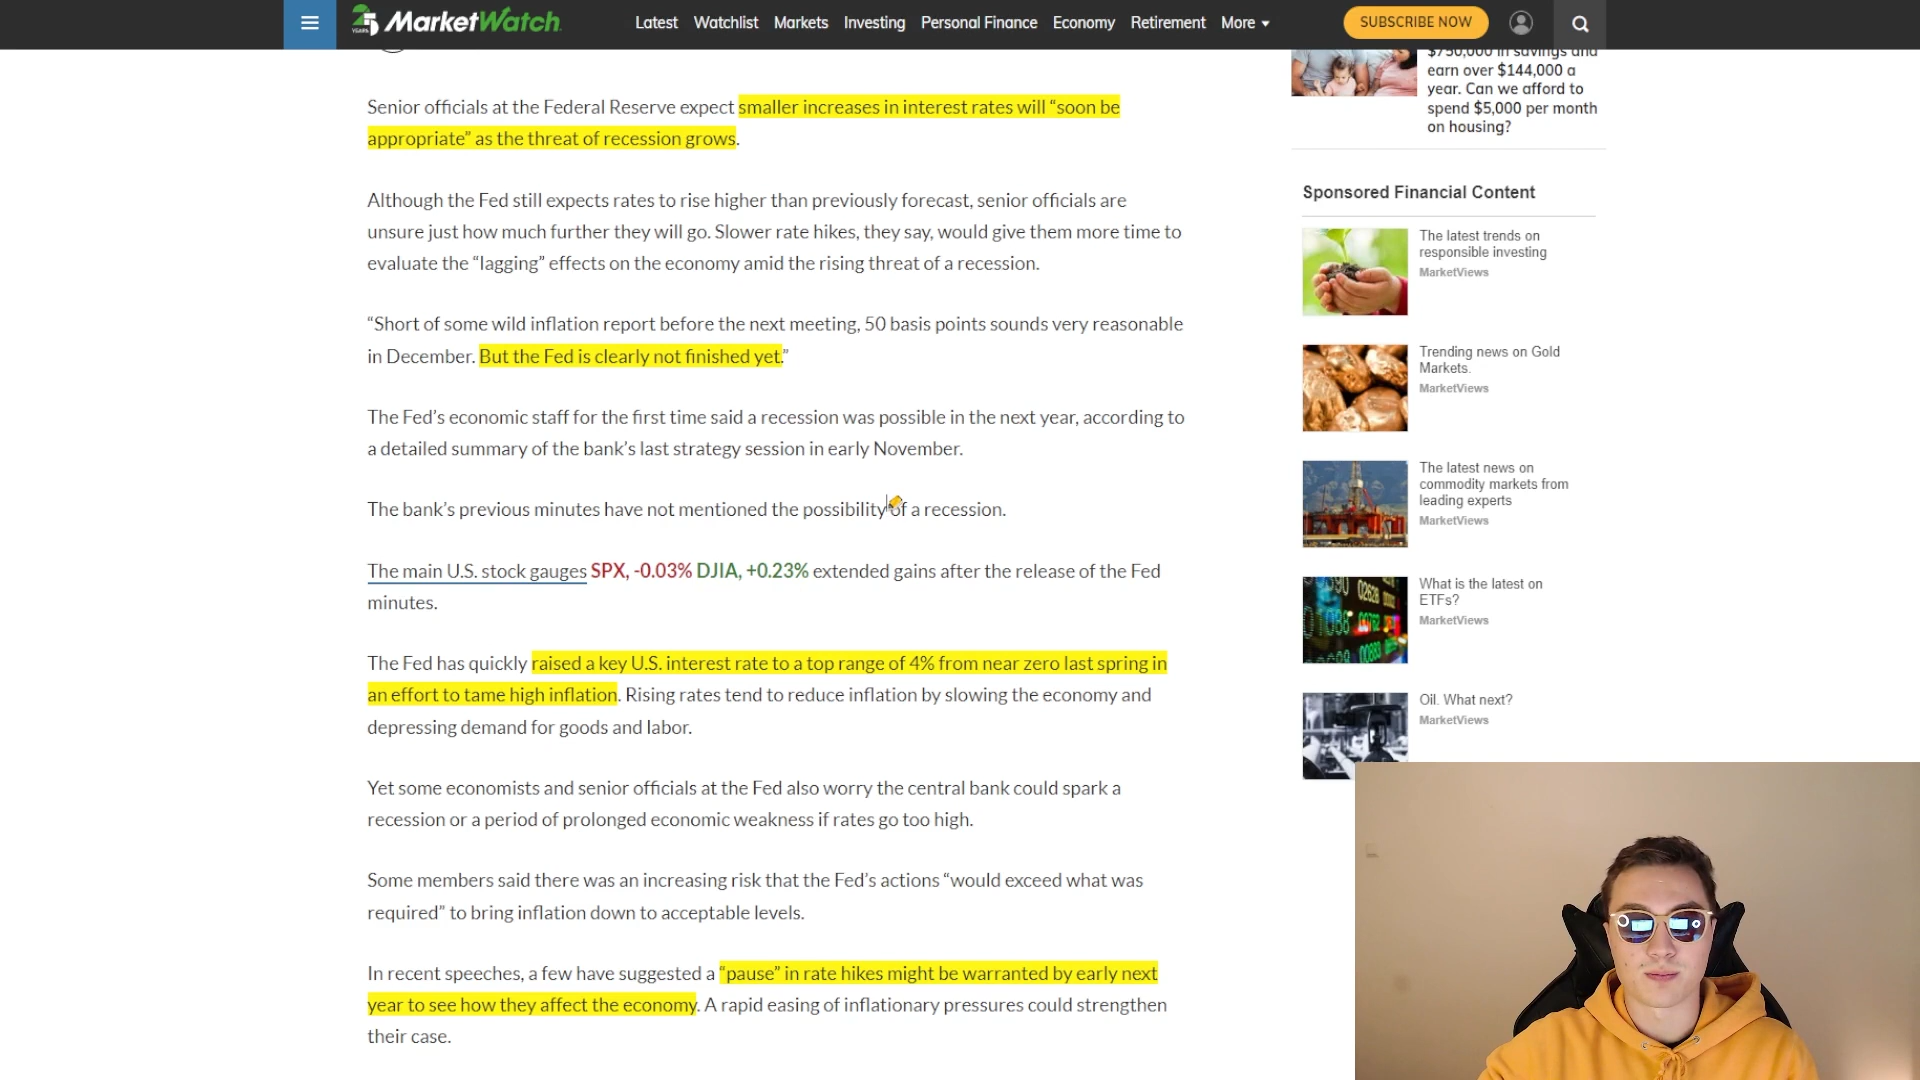 25 YEARS MarketWatch
Latest Watchlist Markets Investing Personal Finance Economy Retirement More
SUBSCRIBE NOW
Senior officials at the Federal Reserve expect smaller increases in interest rates will “soon be
appropriate” as the threat of recession grows.
Although the Fed still expects rates to rise higher than previously forecast, senior officials are
unsure just how much further they will go. Slower rate hikes, they say, would give them more time to
evaluate the “lagging” effects on the economy amid the rising threat of a recession.
“Short of some wild inflation report before the next meeting, 50 basis points sounds very reasonable
in December. But the Fed is clearly not finished yet.”
The Fed’s economic staff for the first time said a recession was possible in the next year, according to
a detailed summary of the bank’s last strategy session in early November.
The bank’s previous minutes have not mentioned the possibility of a recession.
The main U.S. stock gauges SPX, -0.03% DJIA, +0.23% extended gains after the release of the Fed
minutes.
The Fed has quickly raised a key U.S. interest rate to a top range of 4% from near zero last spring in
an effort to tame high inflation. Rising rates tend to reduce inflation by slowing the economy and
depressing demand for goods and labor.
Yet some economists and senior officials at the Fed also worry the central bank could spark a
recession or a period of prolonged economic weakness if rates go too high.
Some members said there was an increasing risk that the Fed’s actions “would exceed what was
required” to bring inflation down to acceptable levels.
In recent speeches, a few have suggested a “pause” in rate hikes might be warranted by early next
year to see how they affect the economy. A rapid easing of inflationary pressures could strengthen
their case.
$750,000 in savings and
earn over $144,000 a
year. Can we afford to
spend $5,000 per month
on housing?
Sponsored Financial Content
The latest trends on
responsible investing
MarketViews
Trending news on Gold
Markets.
MarketViews
The latest news on
commodity markets from
leading experts
MarketViews
What is the latest on
ETFs?
MarketViews
Oil. What next?
MarketViews